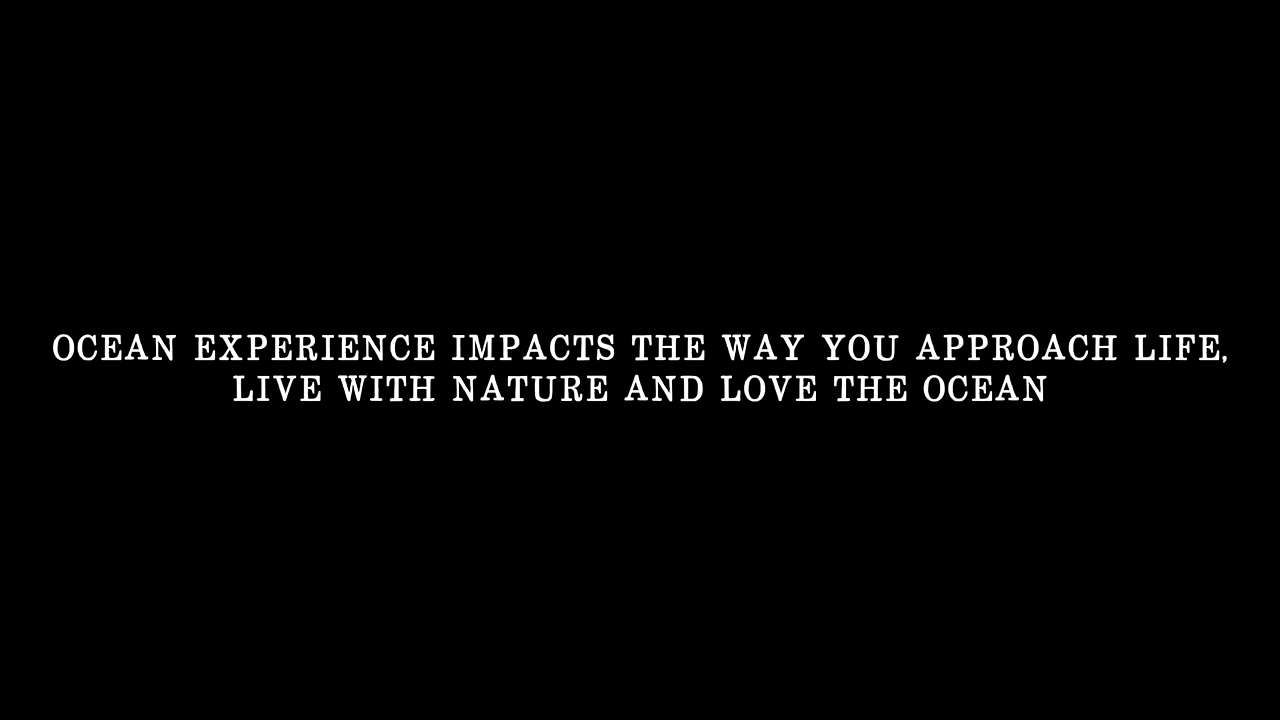 OCEAN EXPERIENCE IMPACTS THE WAY YOU APPROACH LIFE,
LIVE WITH NATURE AND LOVE THE OCEAN